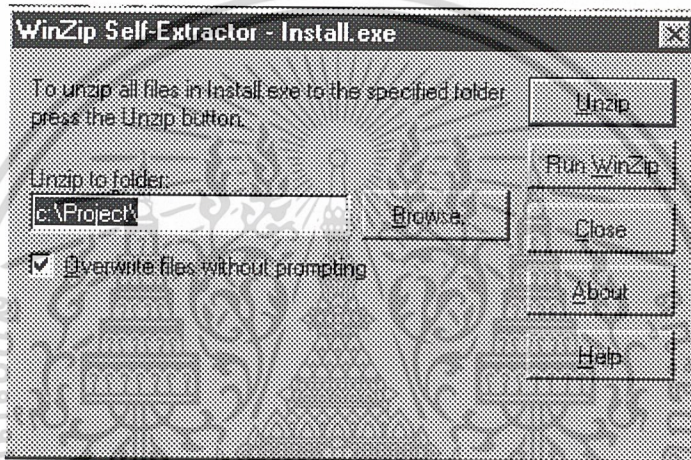 WinZip Self-Extractor - Install.exe
To unzip all files in Install.exe to the specified folder
press the Unzip button.
Unzip to folder:
c:\Project\
Browse.
Overwrite files without prompting
Unzip
Run WinZip
Close
About
Help